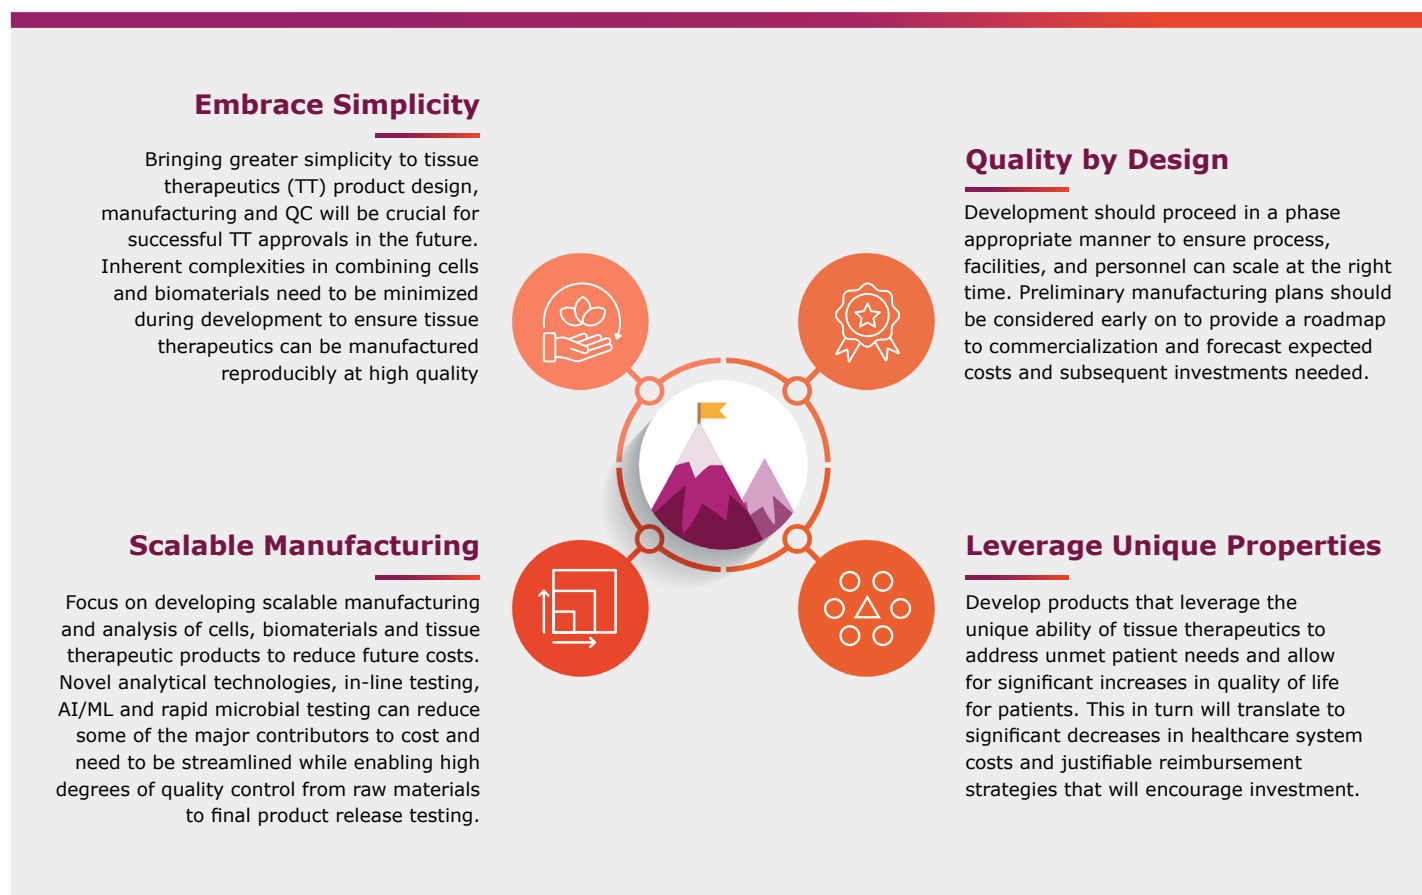 Embrace Simplicity
Bringing greater simplicity to tissue
therapeutics (TT) product design,
manufacturing and QC will be crucial for
successful TT approvals in the future.
Inherent complexities in combining cells
and biomaterials need to be minimized
during development to ensure tissue
therapeutics can be manufactured
reproducibly at high quality
Quality by Design
Development should proceed in a phase
appropriate manner to ensure process,
facilities, and personnel can scale at the right
time. Preliminary manufacturing plans should
be considered early on to provide a roadmap
to commercialization and forecast expected
costs and subsequent investments needed.
Scalable Manufacturing
Focus on developing scalable manufacturing
and analysis of cells, biomaterials and tissue
therapeutic products to reduce future costs.
Novel analytical technologies, in-line testing,
AI/ML and rapid microbial testing can reduce
some of the major contributors to cost and
need to be streamlined while enabling high
degrees of quality control from raw materials
to final product release testing.
Leverage Unique Properties
Develop products that leverage the
unique ability of tissue therapeutics to
address unmet patient needs and allow
for significant increases in quality of life
for patients. This in turn will translate to
significant decreases in healthcare system
costs and justifiable reimbursement
strategies that will encourage investment.